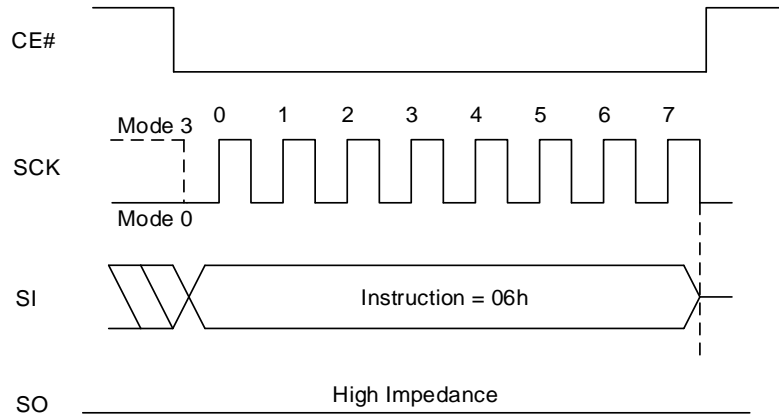 CE#
0 1 2 3 4 5 6 7
Mode 3
SCK
Mode 0
SI
Instruction = 06h
High Impedance
SO